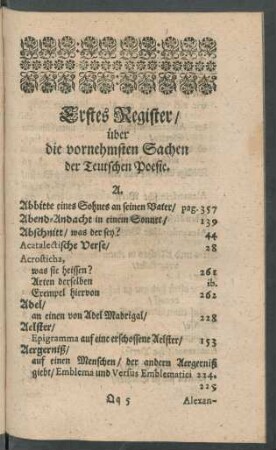 Erstes Register/
über
die vornehmsten Sachen
der Teutschen Poesie.
A.
Abbitte eines Sohnes an seinen Vater/ pag. 357
Abend-Andacht in einem Sonnet/ 139
Abschnitt/ was der sey? 44
Acatalectische Verse/ 28
Acrosticha,
was sie heissen? 261
Arten derselben ib.
Exempel hiervon 262
Adel/
an einen von Adel Madrigal/ 228
Aelster/
Epigramma auf eine erschossene Aelster/ 153
Aergerniß/
auf einen Menschen/ der andern Aergerniß
giebt/ Emblema und Versus Emblematici 224.
225
Qq 5 Alexan-